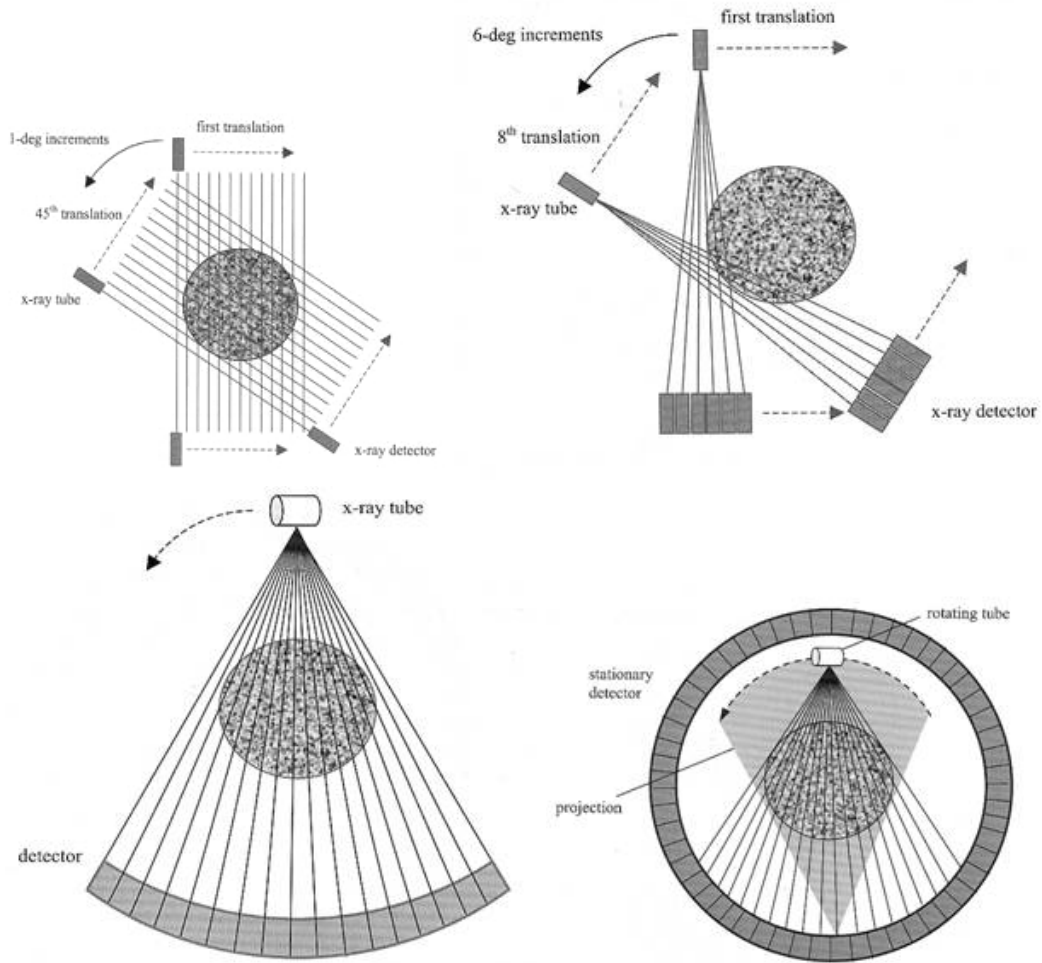 first translation
1-deg increments
45th translation
x-ray tube
x-ray detector
first translation
6-deg increments
8th translation
x-ray tube
x-ray detector
x-ray tube
detector
rotating tube
stationary
detector
projection